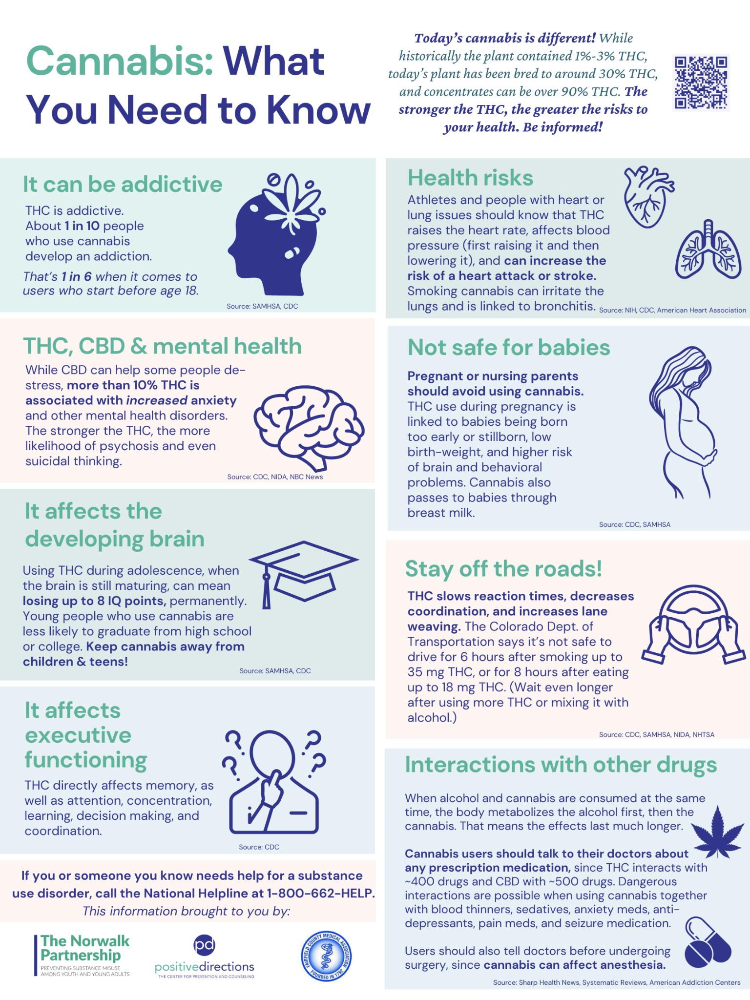 Cannabis: What
You Need to Know
Today's cannabis is different! While
historically the plant contained 1%-3% THC,
today's plant has been bred to around 30% THC,
and concentrates can be over 90% THC. The
stronger the THC, the greater the risks to
your health. Be informed!
It can be addictive
THC is addictive.
About 1 in 10 people
who use cannabis
develop an addiction.
That's 1 in 6 when it comes to
users who start before age 18.
Source: SAMHSA, CDC
THC, CBD & mental health
While CBD can help some people de-
stress, more than 10% THC is
associated with increased anxiety
and other mental health disorders.
The stronger the THC, the more
likelihood of psychosis and even
suicidal thinking.
Source: CDC, NIDA, NBC News
It affects the
developing brain
Using THC during adolescence, when
the brain is still maturing, can mean
losing up to 8 IQ points, permanently.
Young people who use cannabis are
less likely to graduate from high school
or college. Keep cannabis away from
children & teens!
Source: SAMHSA, CDC
It affects
executive
functioning
THC directly affects memory, as
well as attention, concentration,
learning, decision making, and
coordination.
Source: CDC
If you or someone you know needs help for a substance
use disorder, call the National Helpline at 1-800-662-HELP.
This information brought to you by:
The Norwalk
Partnership
PREVENTING SUBSTANCE MISUSE
AMONG YOUTH AND YOUNG ADULTS
pd
positivedirections
THE CENTER FOR PREVENTION AND COUNSELING
FAIRFIELD COUNTY MEDICAL ASSOCIATION
FOUNDED IN 1792
Health risks
Athletes and people with heart or
lung issues should know that THC
raises the heart rate, affects blood
pressure (first raising it and then
lowering it), and can increase the
risk of a heart attack or stroke.
Smoking cannabis can irritate the
lungs and is linked to bronchitis.
Source: NIH, CDC, American Heart Association
Not safe for babies
Pregnant or nursing parents
should avoid using cannabis.
THC use during pregnancy is
linked to babies being born
too early or stillborn, low
birth-weight, and higher risk
of brain and behavioral
problems. Cannabis also
passes to babies through
breast milk.
Source: CDC, SAMHSA
Stay off the roads!
THC slows reaction times, decreases
coordination, and increases lane
weaving. The Colorado Dept. of
Transportation says it's not safe to
drive for 6 hours after smoking up to
35 mg THC, or for 8 hours after eating
up to 18 mg THC. (Wait even longer
after using more THC or mixing it with
alcohol.)
Source: CDC, SAMHSA, NIDA, NHTSA
Interactions with other drugs
When alcohol and cannabis are consumed at the same
time, the body metabolizes the alcohol first, then the
cannabis. That means the effects last much longer.
Cannabis users should talk to their doctors about
any prescription medication, since THC interacts with
~400 drugs and CBD with ~500 drugs. Dangerous
interactions are possible when using cannabis together
with blood thinners, sedatives, anxiety meds, anti-
depressants, pain meds, and seizure medication.
Users should also tell doctors before undergoing
surgery, since cannabis can affect anesthesia.
Source: Sharp Health News, Systematic Reviews, American Addiction Centers